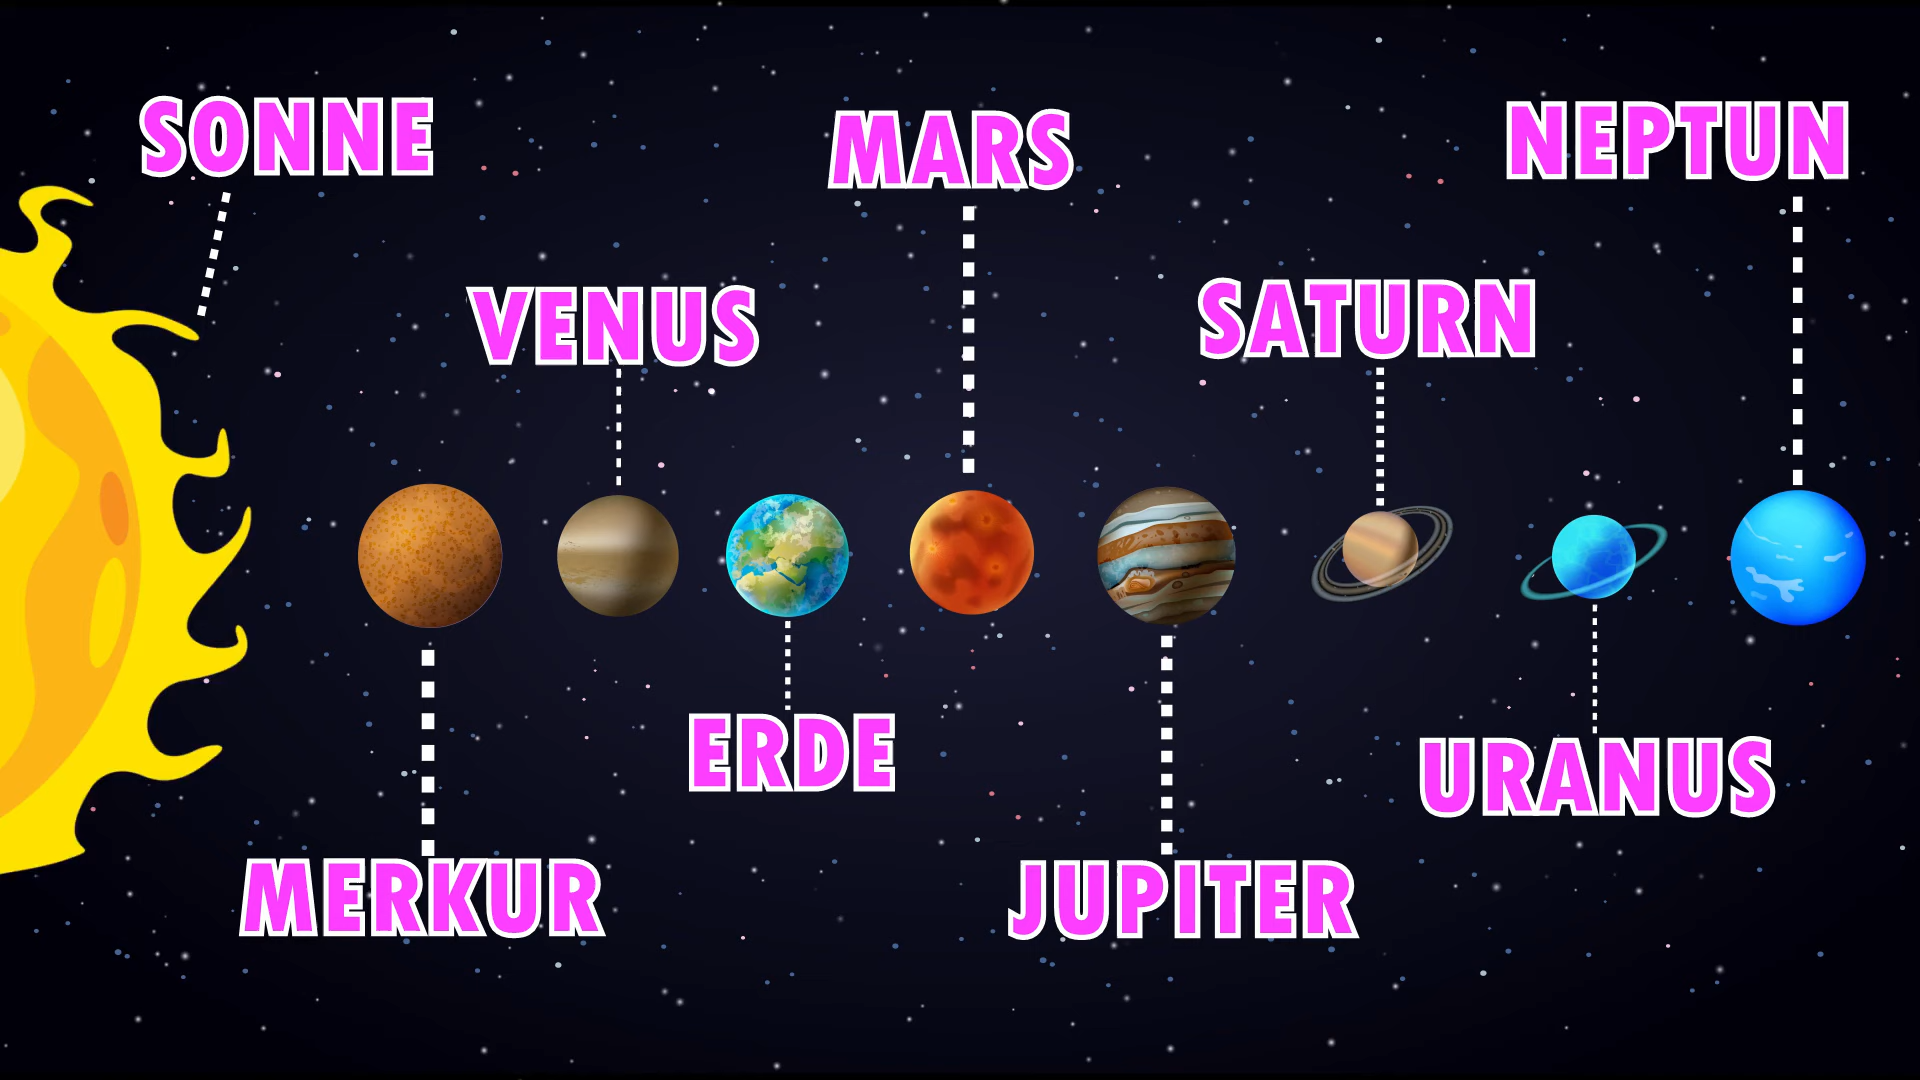 SONNE
MARS
NEPTUN
VENUS
SATURN
ERDE
URANUS
MERKUR
JUPITER